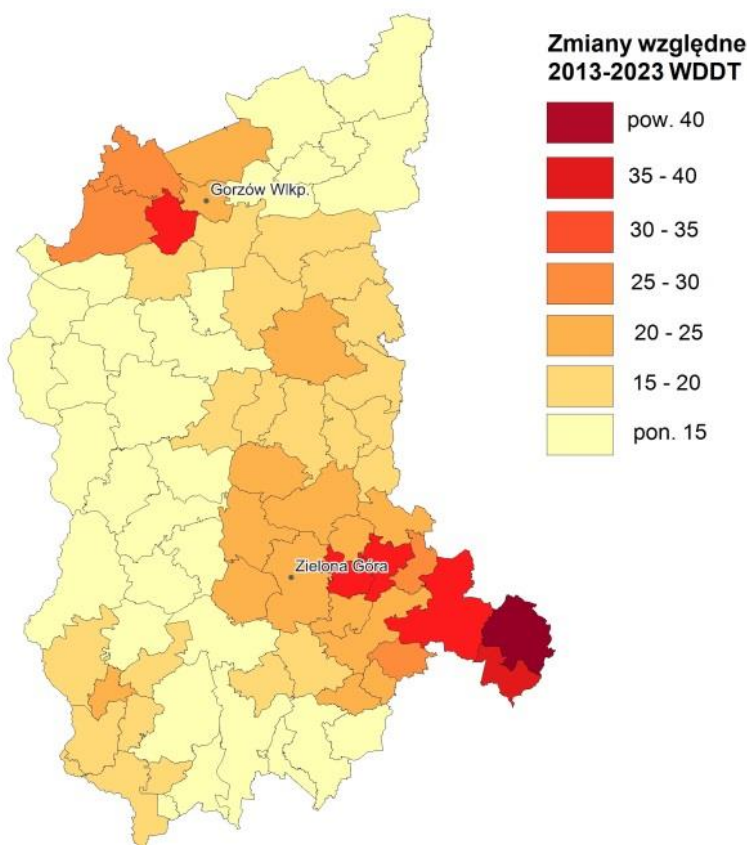 Zmiany względne
2013-2023 WDDT
pow. 40
35 - 40
30 - 35
25 - 30
20 - 25
15 - 20
pon. 15
Gorzów Wlkp.
Zielona Góra